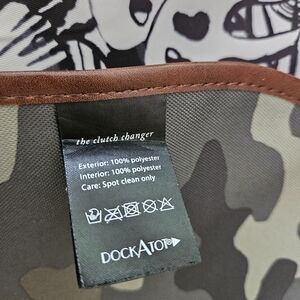 the clutch changer
Exterior: 100% polyester
Interior: 100% polyester
Care: Spot clean only
DOCKATOT